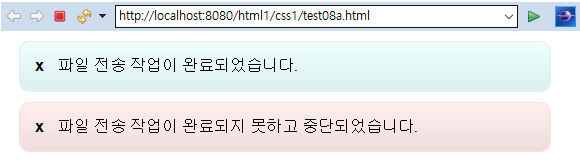 http://localhost:8080/html1/css1/test08a.html
x 파일 전송 작업이 완료되었습니다.
x 파일 전송 작업이 완료되지 못하고 중단되었습니다.